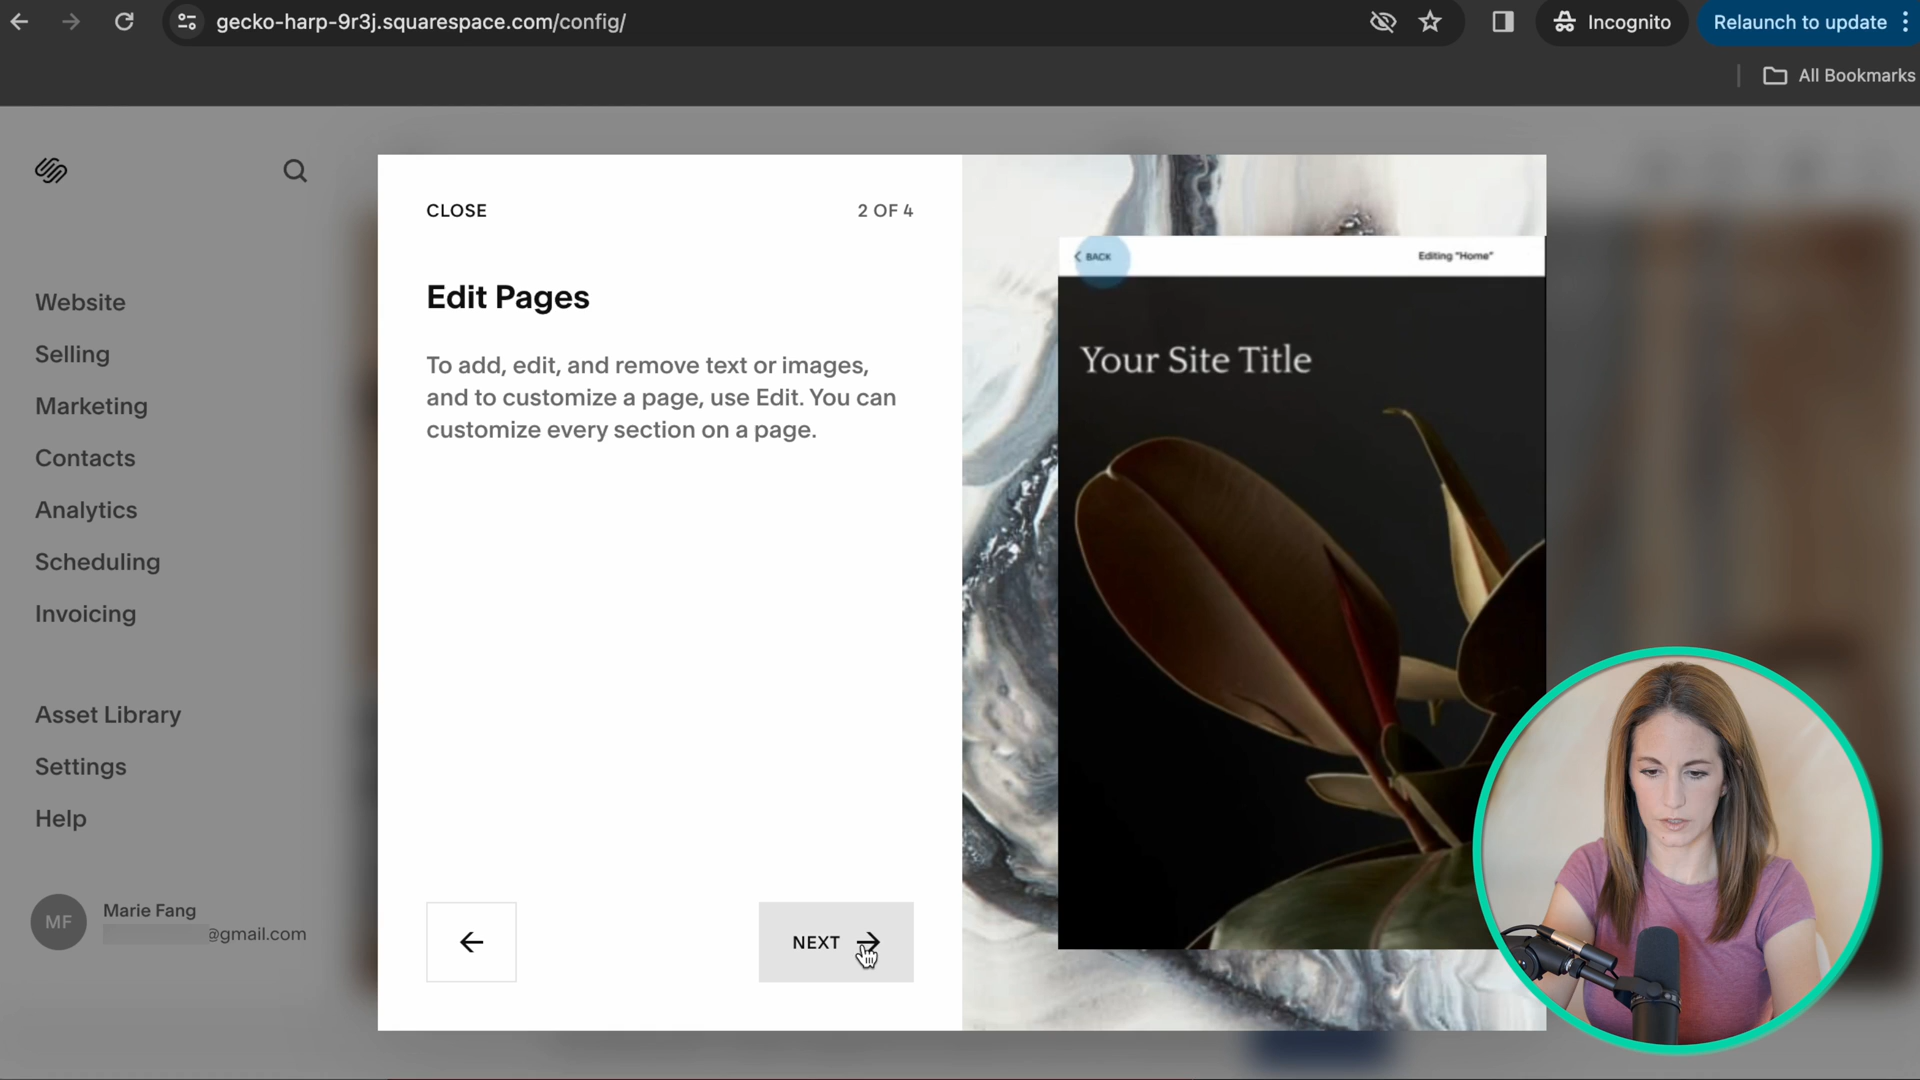 gecko-harp-9r3j.squarespace.com/config/
Incognito
Relaunch to update
All Bookmarks
CLOSE
2 OF 4
Edit Pages
To add, edit, and remove text or images,
and to customize a page, use Edit. You can
customize every section on a page.
NEXT
BACK
Editing "Home"
Your Site Title
Website
Selling
Marketing
Contacts
Analytics
Scheduling
Invoicing
Asset Library
Settings
Help
MF
Marie Fang
@gmail.com